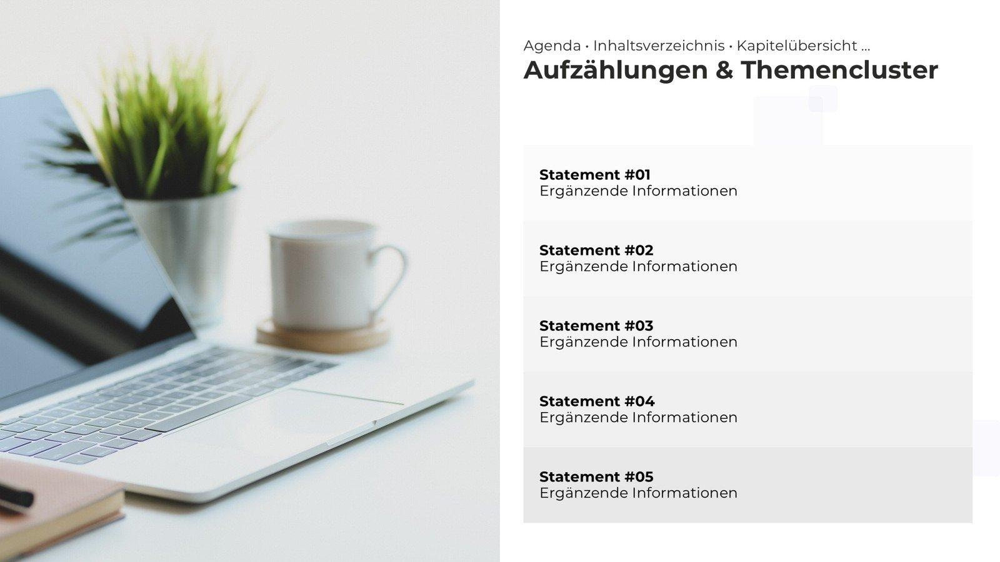 Agenda • Inhaltsverzeichnis • Kapitelübersicht ...
Aufzählungen & Themencluster
Statement #01
Ergänzende Informationen
Statement #02
Ergänzende Informationen
Statement #03
Ergänzende Informationen
Statement #04
Ergänzende Informationen
Statement #05
Ergänzende Informationen